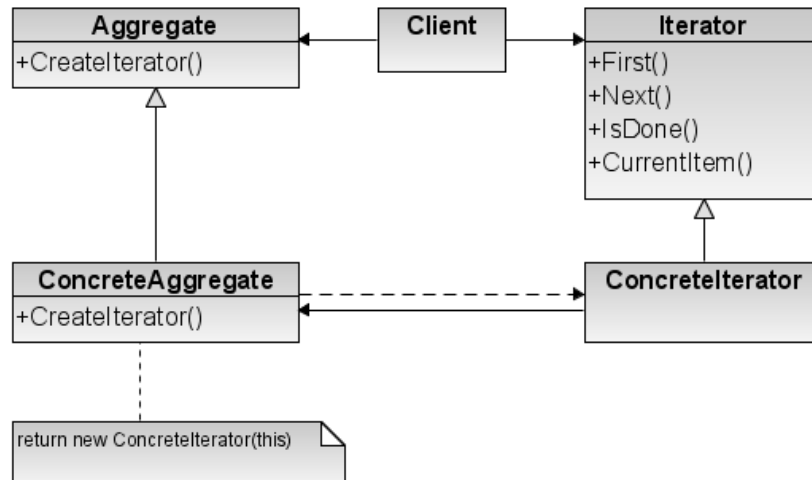 Aggregate
+CreateIterator()
Client
Iterator
+First()
+Next()
+IsDone()
+CurrentItem()
ConcreteAggregate
+CreateIterator()
ConcreteIterator
return new ConcreteIterator(this)